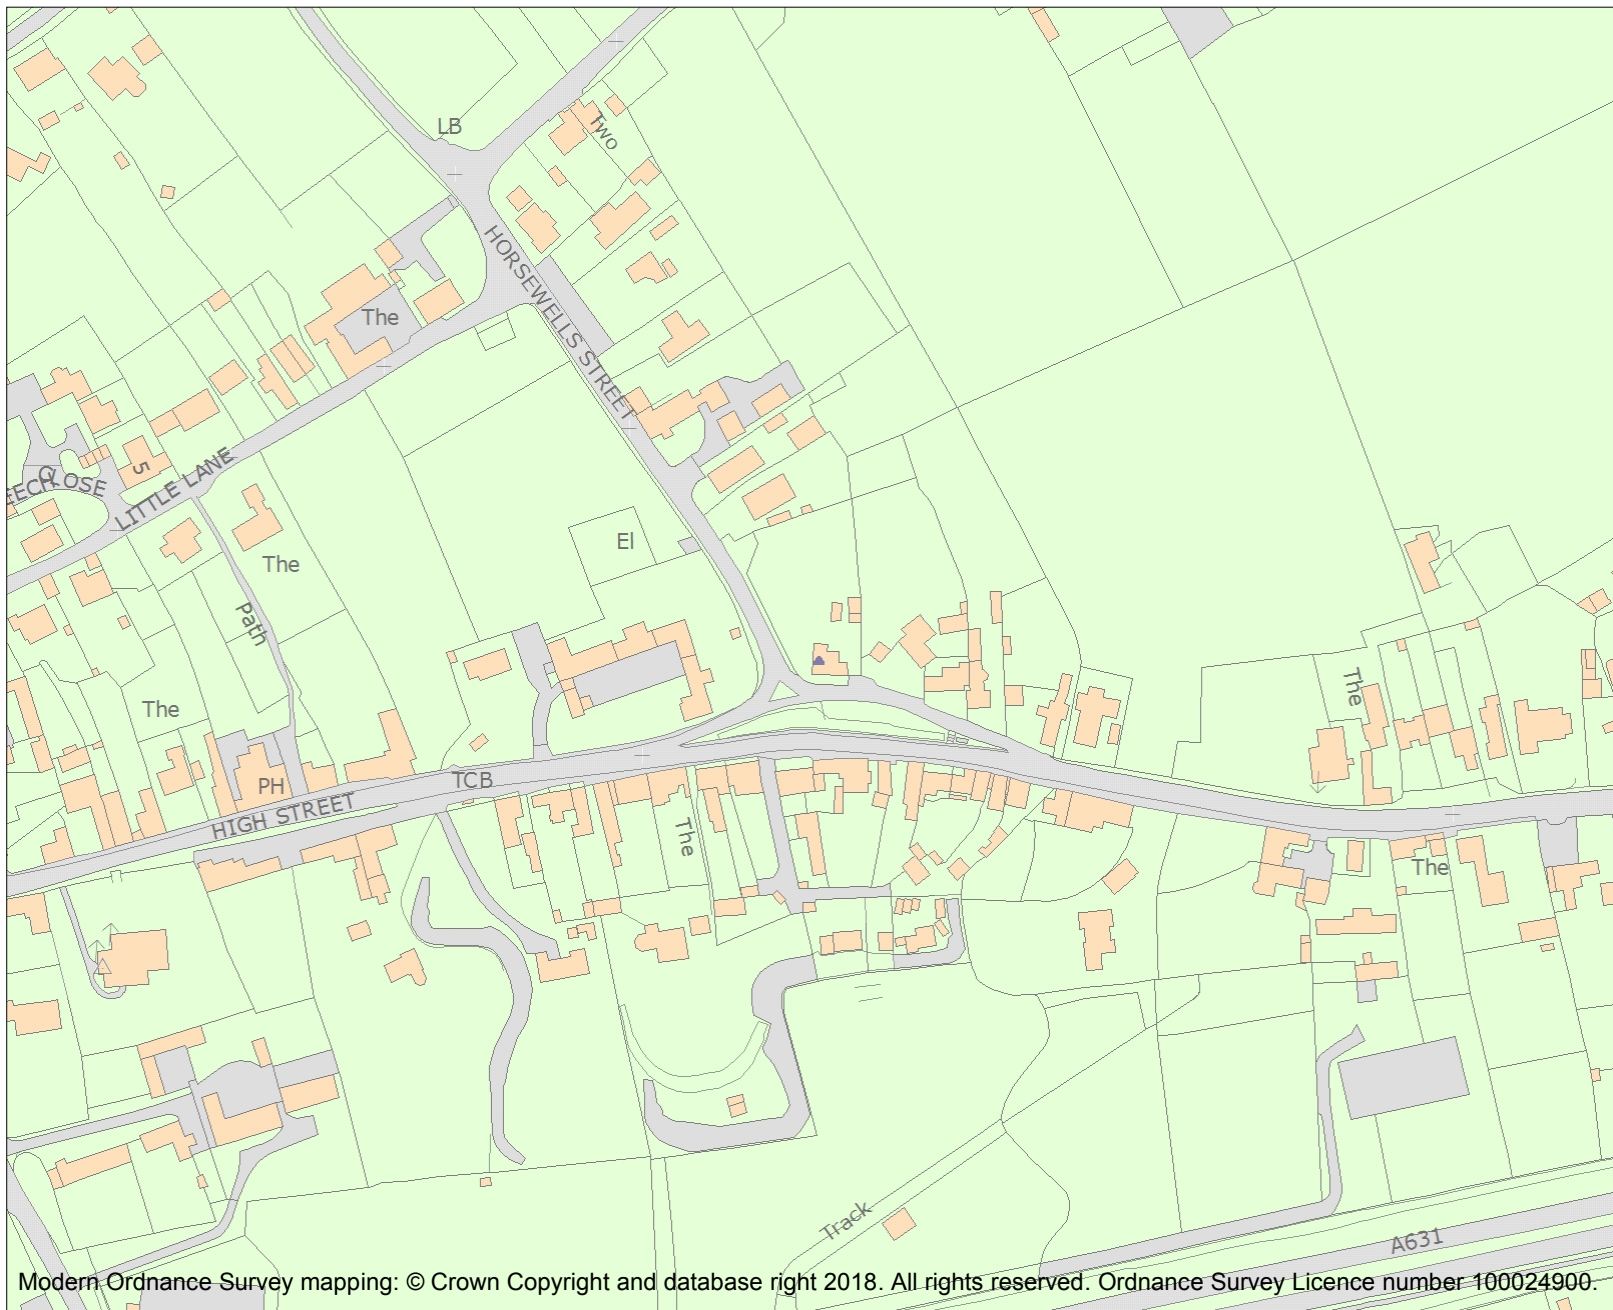 LB
Two
HORSEWELLS STREET
The
5
LITTLE LANE
CLOSE
El
The
Path
The
The
PH
TCB
HIGH STREET
The
The
Track
A631
Modern Ordnance Survey mapping: © Crown Copyright and database right 2018. All rights reserved. Ordnance Survey Licence number 100024900.